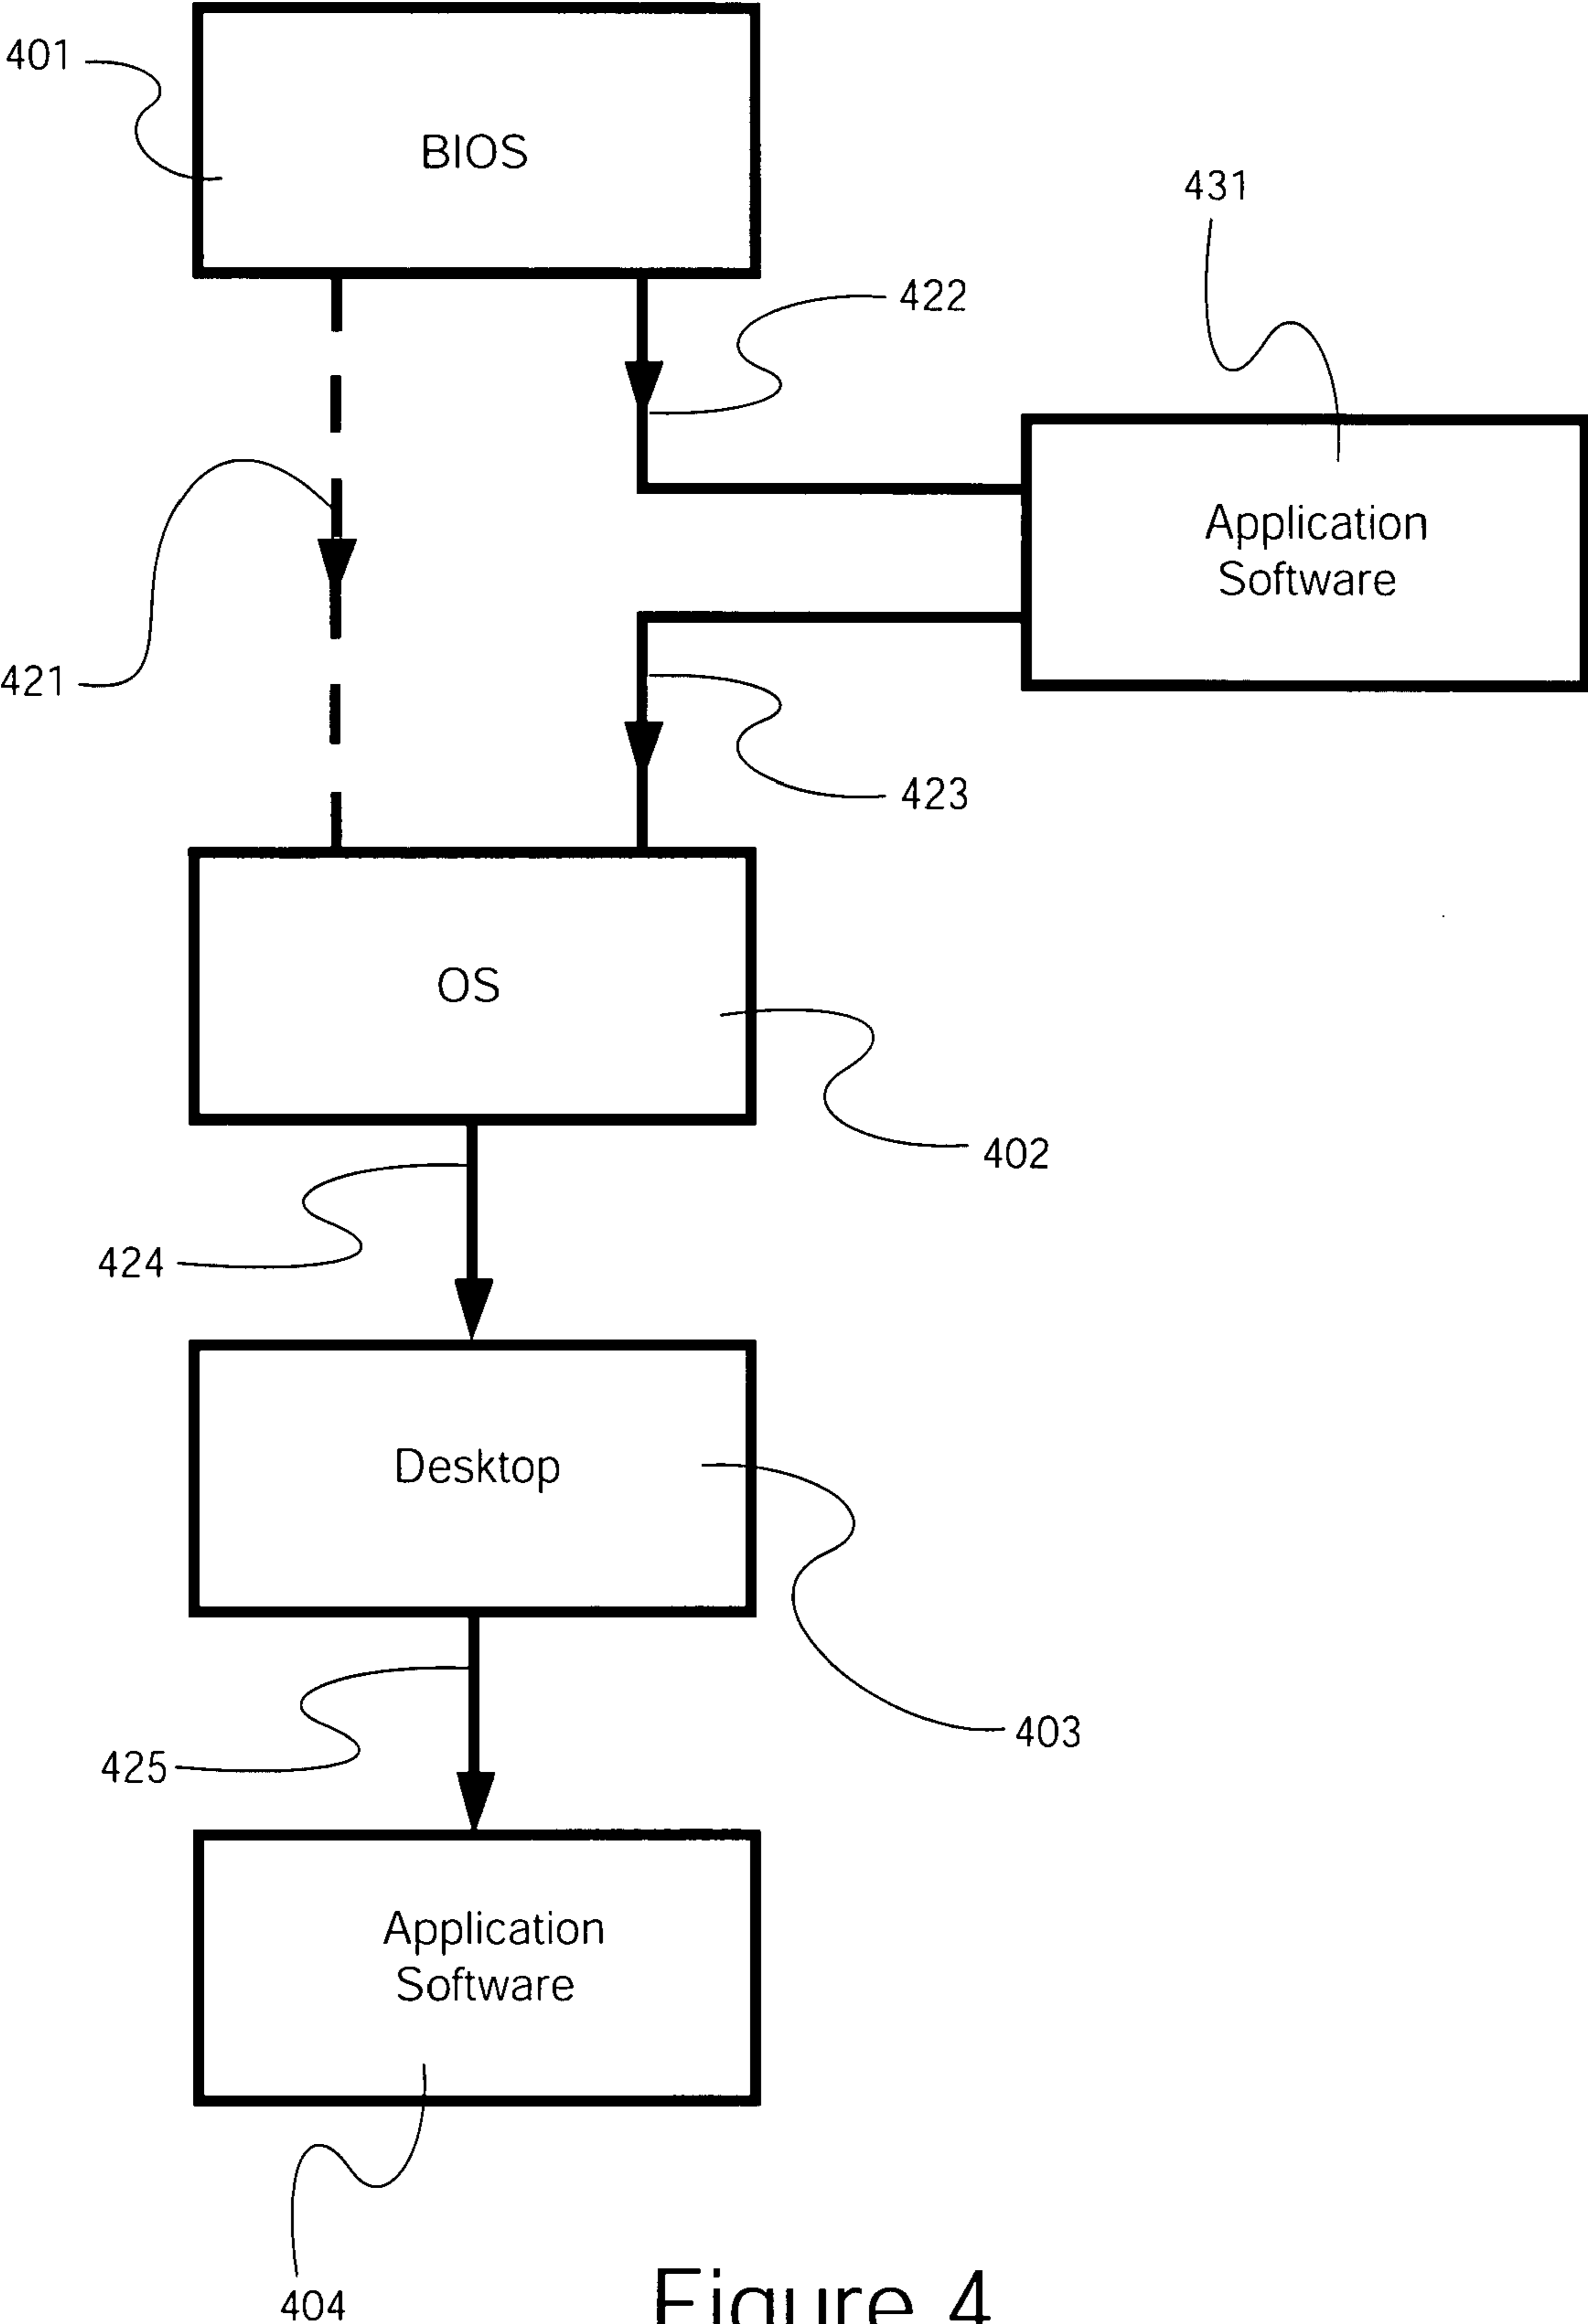 401
BIOS
431
422
Application
Software
421
423
OS
402
424
Desktop
403
425
Application
Software
404
Figure 4